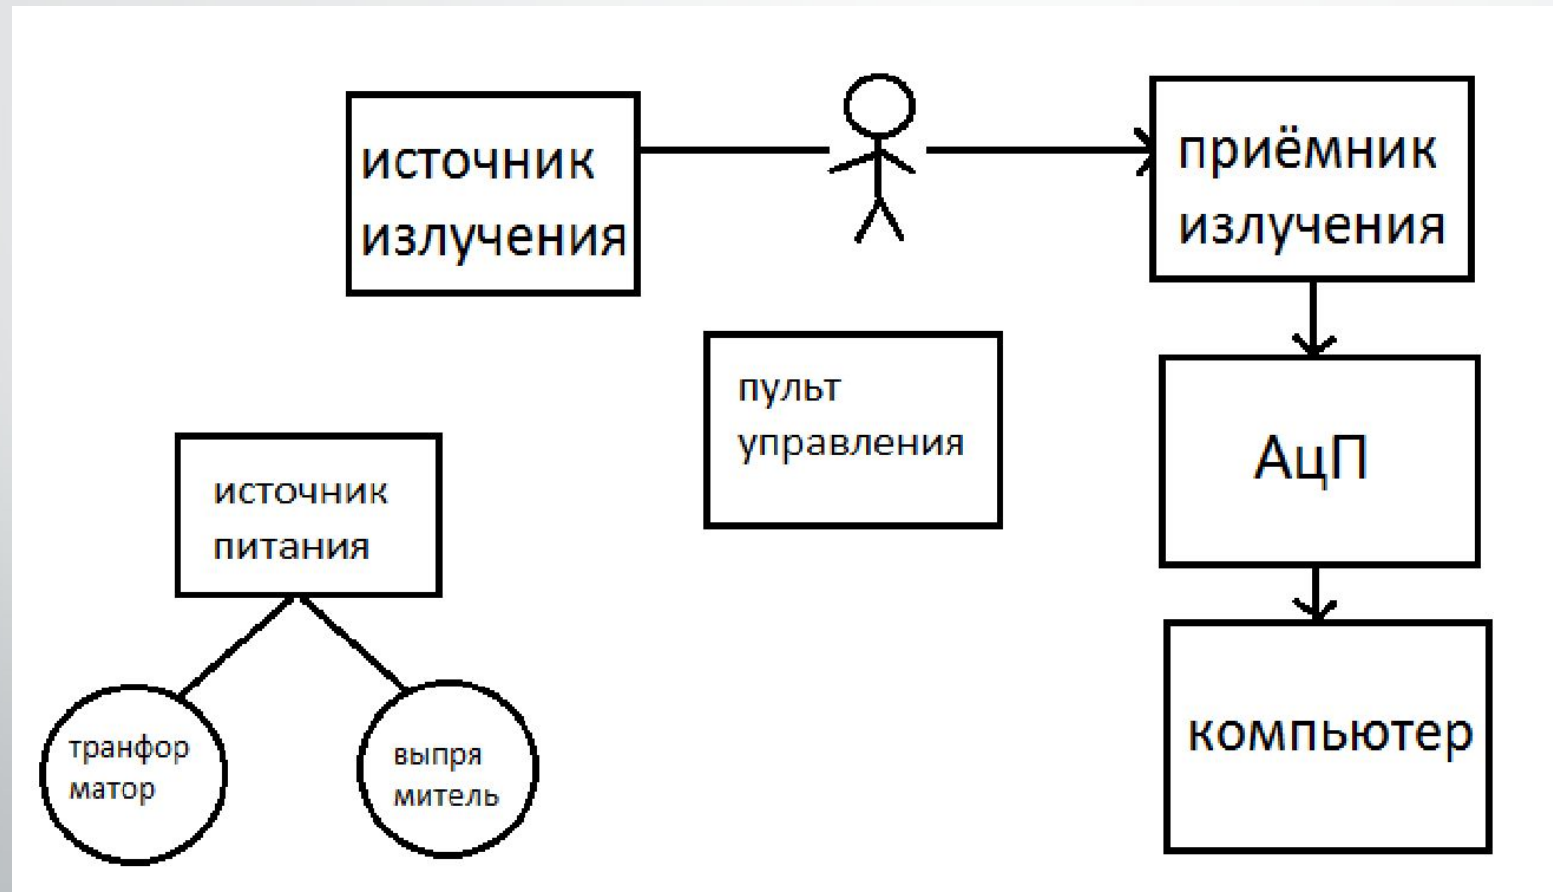 источник
излучения
приёмник
излучения
пульт
управления
АцП
источник
питания
транфор
матор
выпря
митель
компьютер